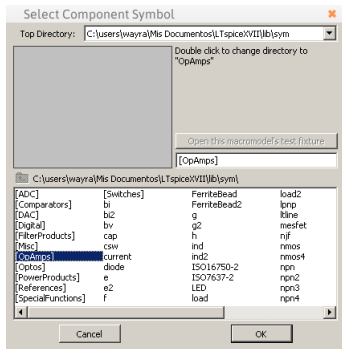 Select Component Symbol
Top Directory: C:\users\wayra\Mis Documentos\LTspiceXVII\lib\sym
Double click to change directory to
"OpAmps"
Open this macromodel's test fixture
[OpAmps]
C:\users\wayra\Mis Documentos\LTspiceXVII\lib\sym\
[ADC] [Switches] FerriteBead load2
[Comparators] bi FerriteBead2 lpnp
[DAC] bi2 g ltline
[Digital] bv g2 mesfet
[FilterProducts] cap h njf
[Misc] csw ind nmos
[OpAmps] current ind2 nmos4
[Optos] diode ISO16750-2 npn
[PowerProducts] e ISO7637-2 npn2
[References] e2 LED npn3
[SpecialFunctions] f load npn4
Cancel OK